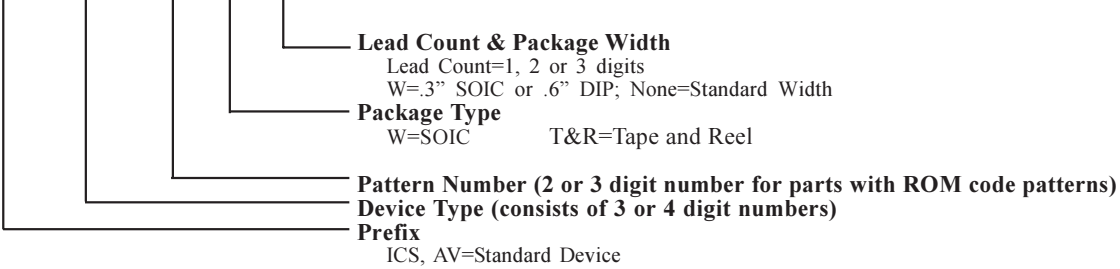 Lead Count & Package Width
Lead Count=1, 2 or 3 digits
W=.3” SOIC or .6” DIP; None=Standard Width
Package Type
W=SOIC T&R=Tape and Reel
Pattern Number (2 or 3 digit number for parts with ROM code patterns)
Device Type (consists of 3 or 4 digit numbers)
Prefix
ICS, AV=Standard Device